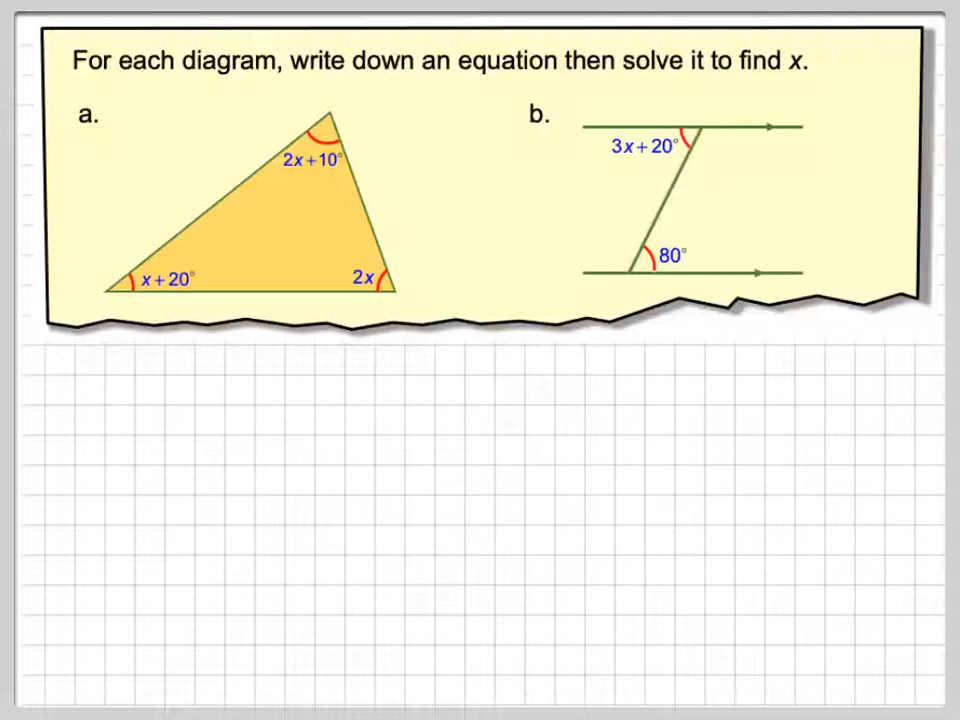 For each diagram, write down an equation then solve it to find x.
a.
2x+10°
x+20°
2x
b.
3x+20°
80°